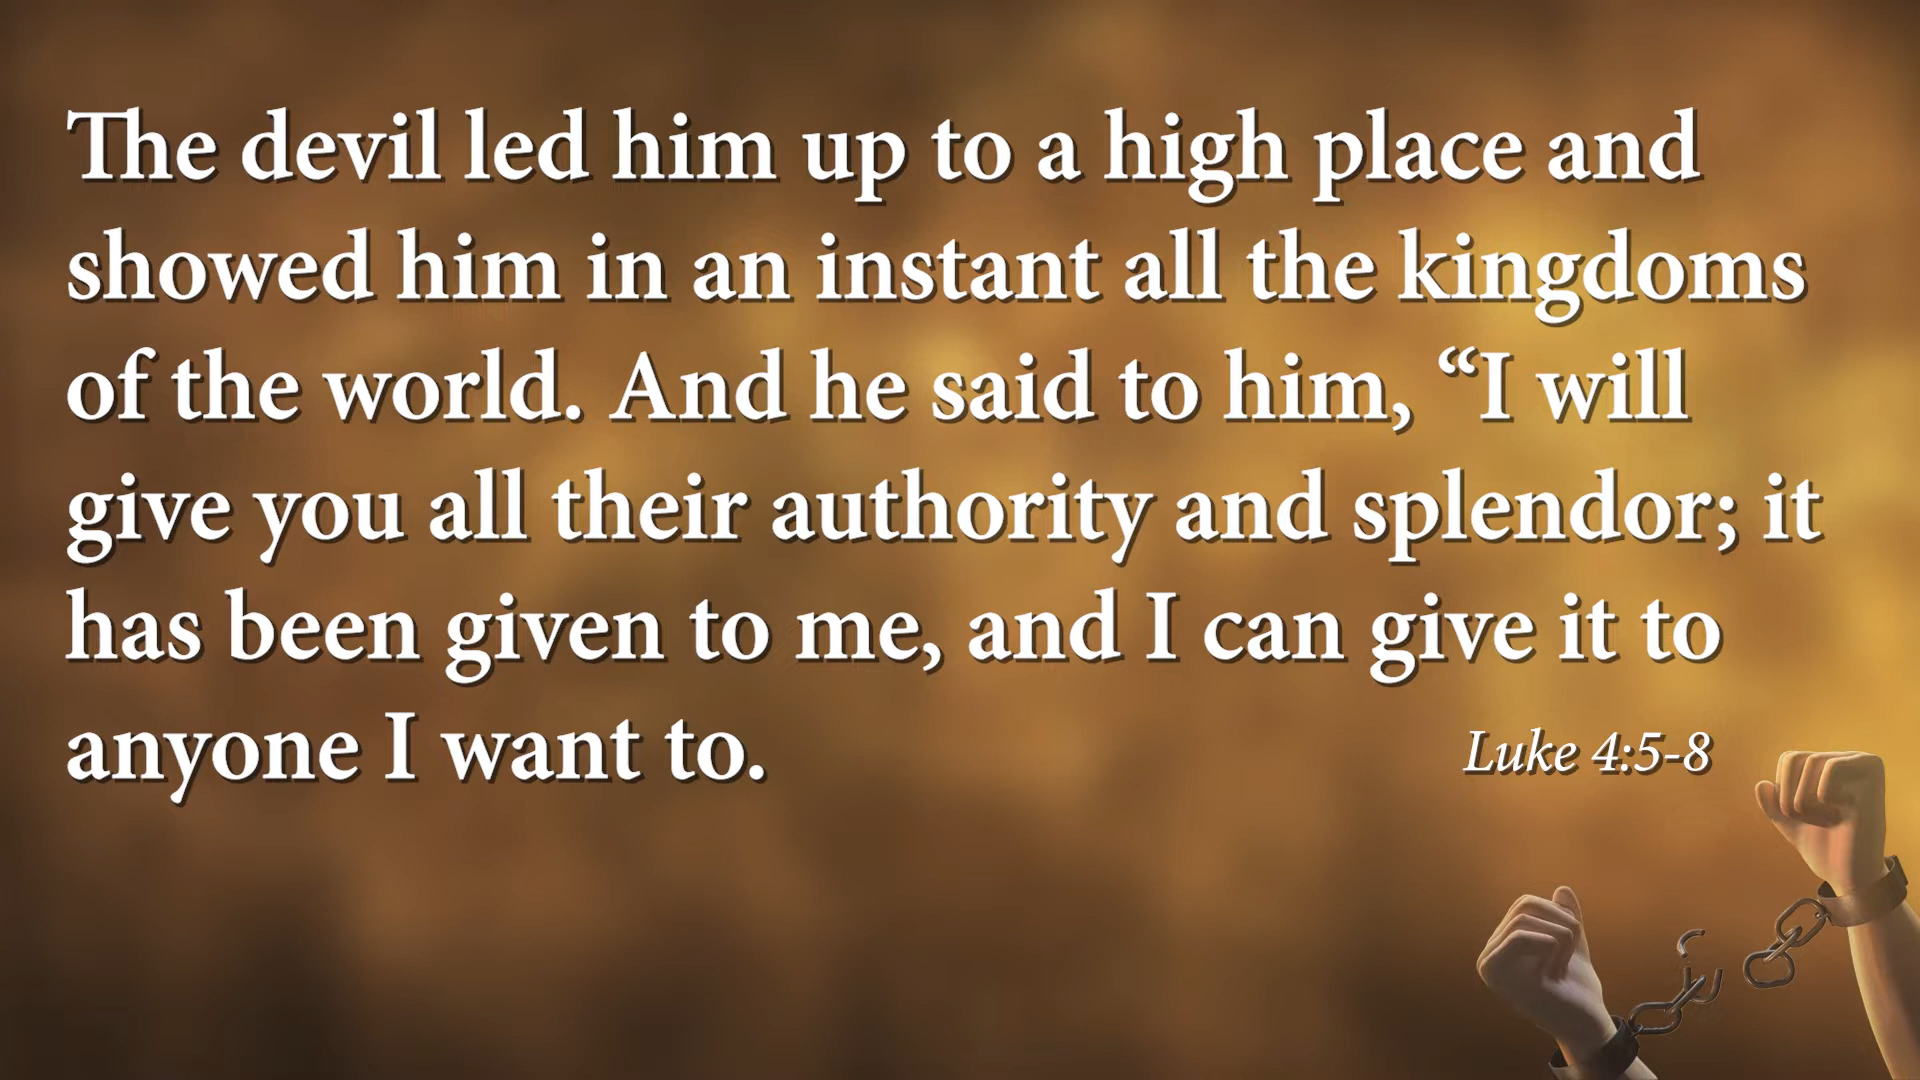 The devil led him up to a high place and
showed him in an instant all the kingdoms
of the world. And he said to him, “I will
give you all their authority and splendor; it
has been given to me, and I can give it to
anyone I want to.
Luke 4:5-8